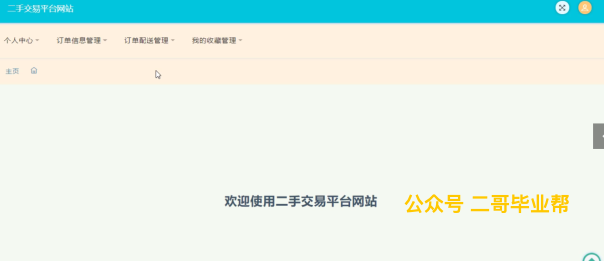 二手交易平台网站
个人中心 订单信息管理 订单配送管理 我的收藏管理
主页
欢迎使用二手交易平台网站 公众号 二哥毕业帮